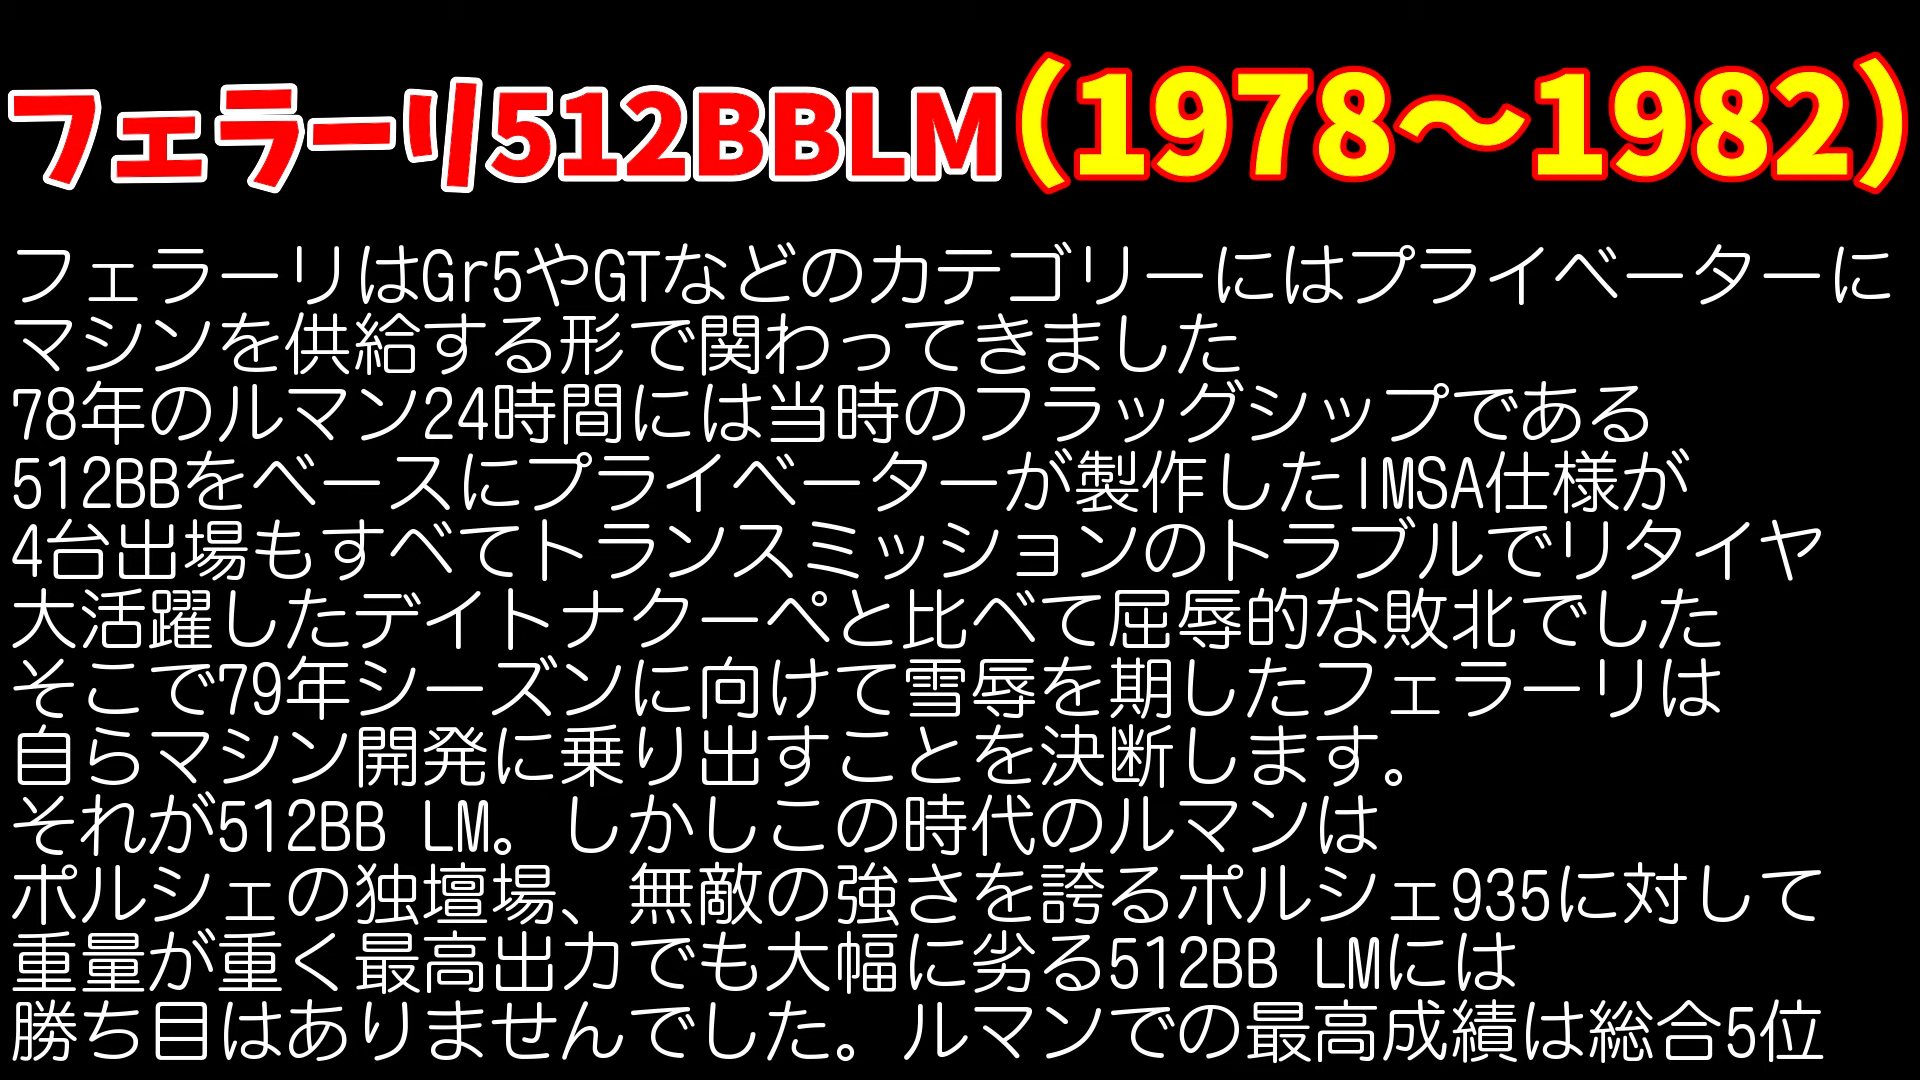 フェラーリ512BBLM(1978～1982)
フェラーリはGr5やGTなどのカテゴリーにはプライベーターに
マシンを供給する形で関わってきました
78年のルマン24時間には当時のフラッグシップである
512BBをベースにプライベーターが製作したIMSA仕様が
4台出場もすべてトランスミッションのトラブルでリタイヤ
大活躍したデイトナクーペと比べて屈辱的な敗北でした
そこで79年シーズンに向けて雪辱を期したフェラーリは
自らマシン開発に乗り出すことを決断します。
それが512BB LM。しかしこの時代のルマンは
ポルシェの独壇場、無敵の強さを誇るポルシェ935に対して
重量が重く最高出力でも大幅に劣る512BB LMには
勝ち目はありませんでした。ルマンでの最高成績は総合5位